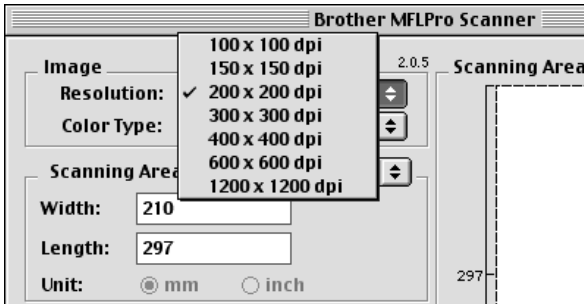 Brother MFLPro Scanner
100 x 100 dpi
Image 150 x 150 dpi 2.0.5 Scanning Area
Resolution: ✓ 200 x 200 dpi
300 x 300 dpi
Color Type:
400 x 400 dpi
Scanning Area 600 x 600 dpi
1200 x 1200 dpi
Width: 210
Length: 297
297
Unit: mm inch